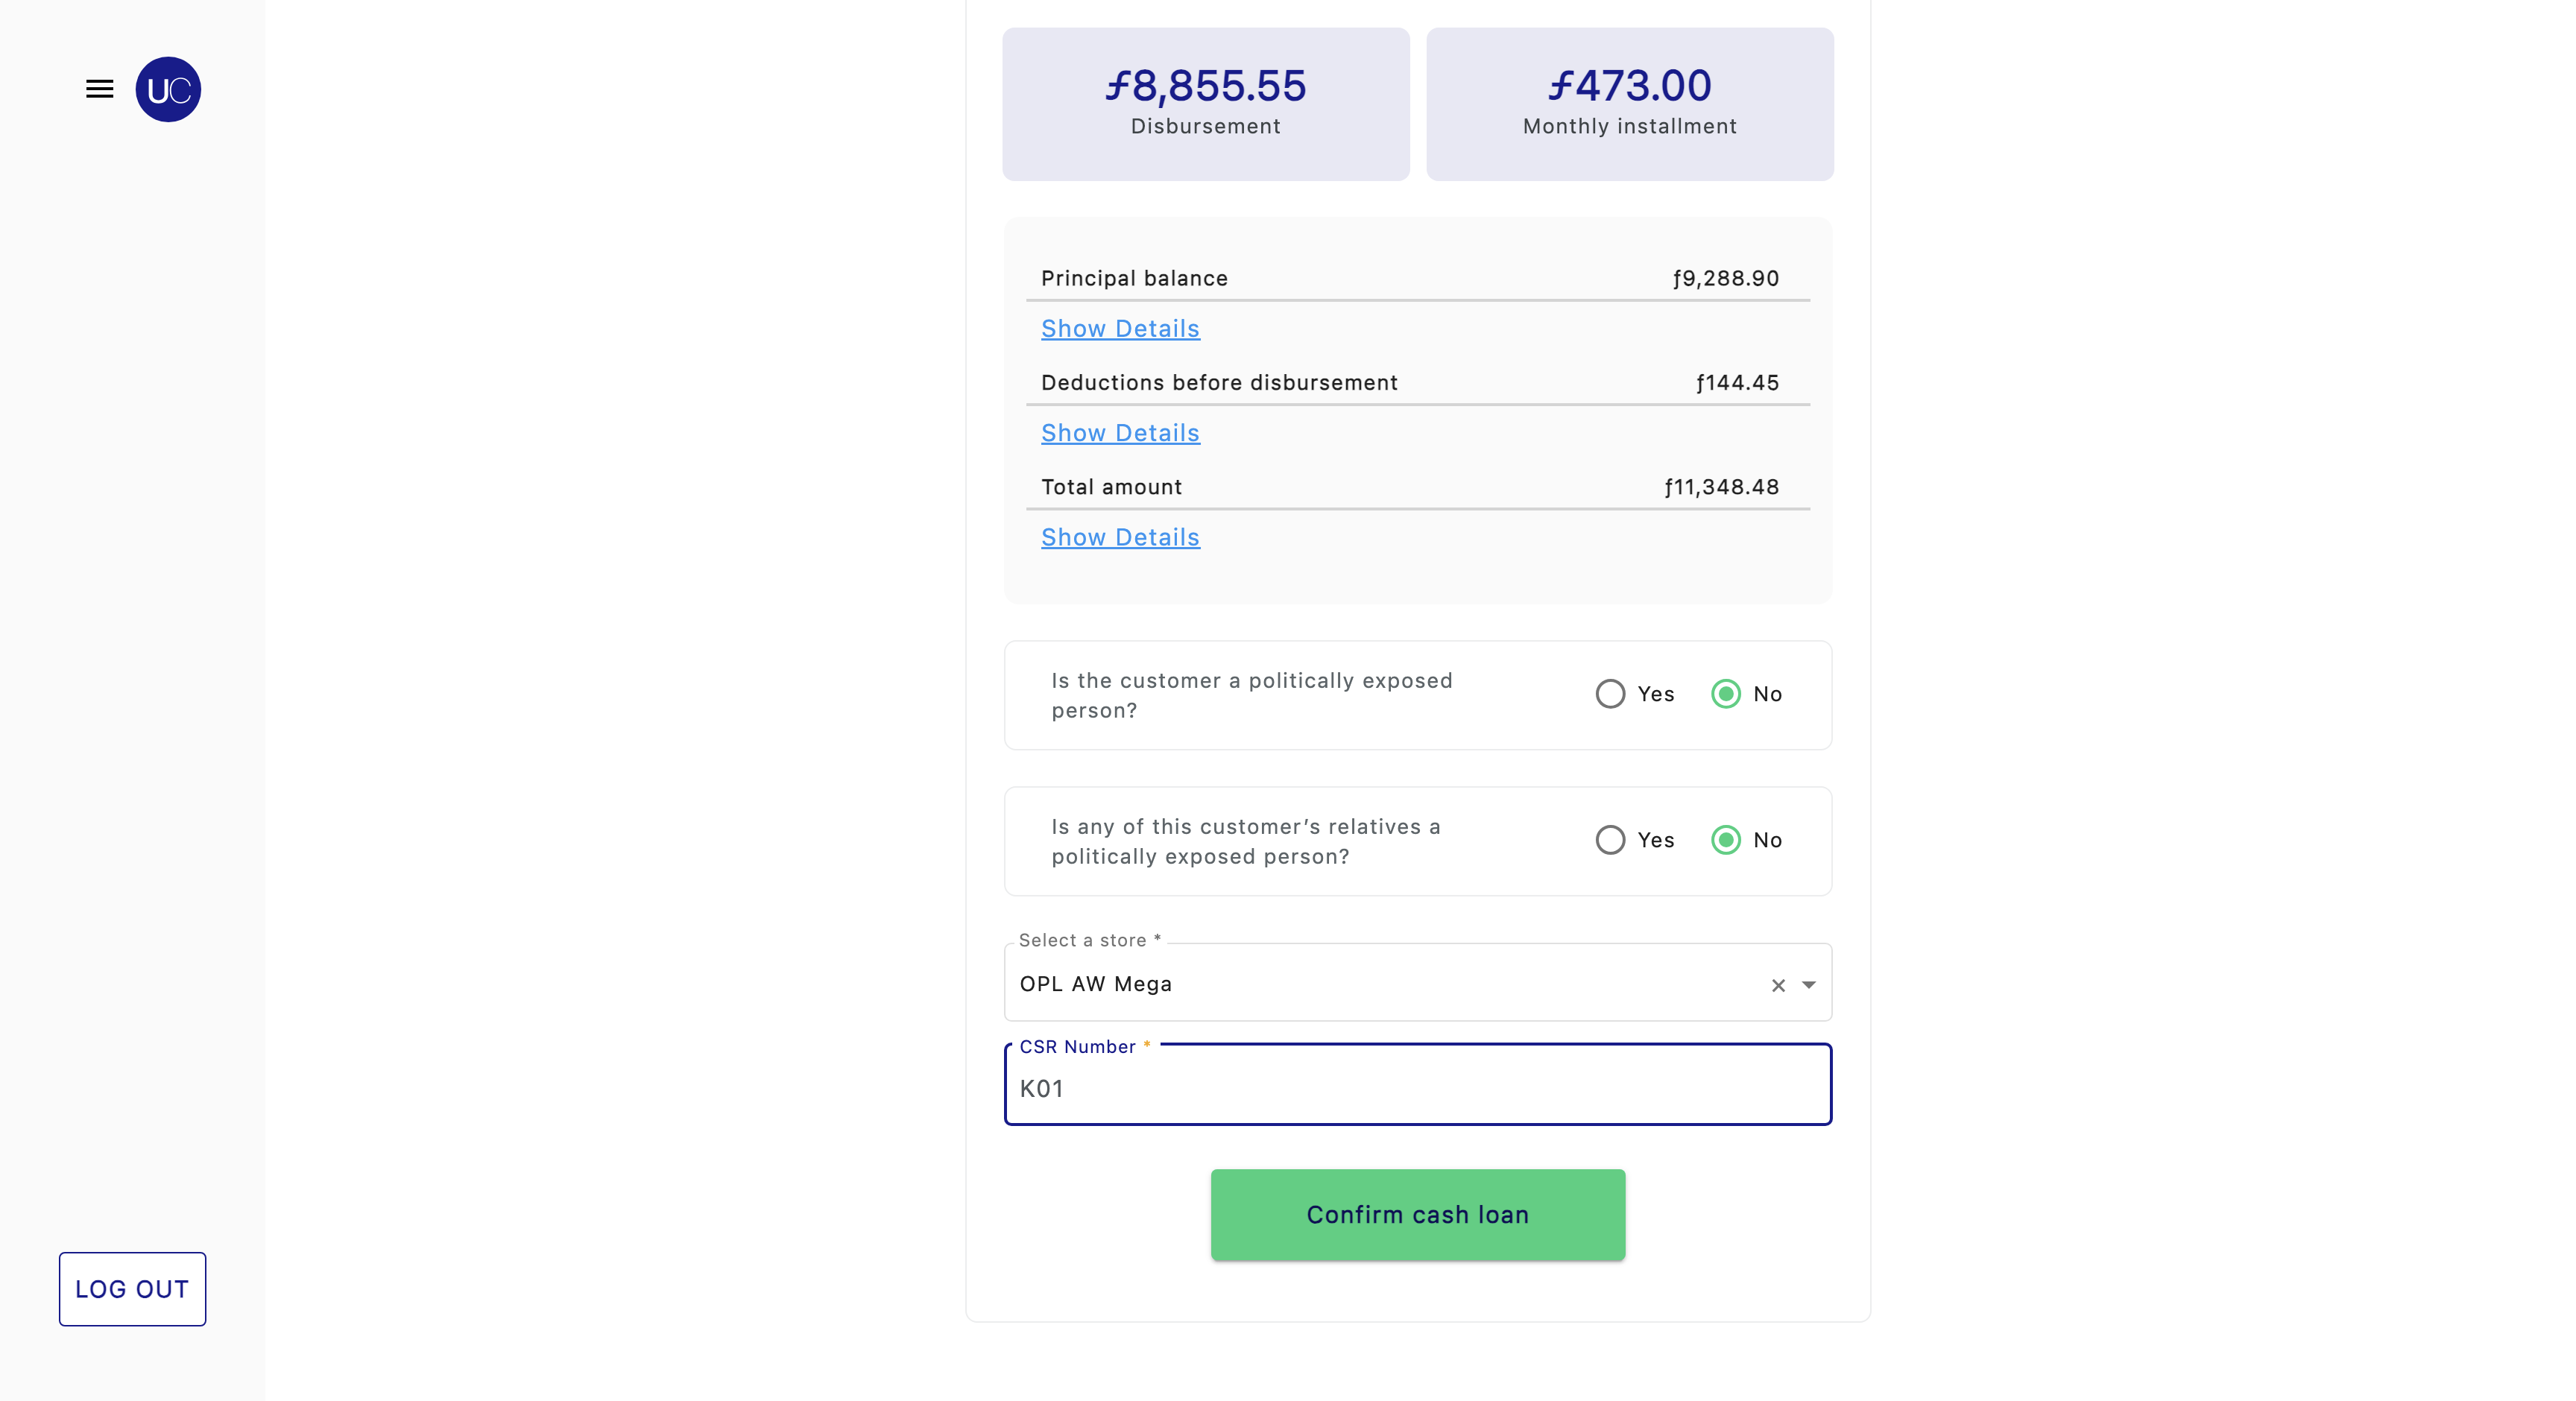 UC
ƒ8,855.55
Disbursement
ƒ473.00
Monthly installment
Principal balance ƒ9,288.90
Show Details
Deductions before disbursement ƒ144.45
Show Details
Total amount ƒ11,348.48
Show Details
Is the customer a politically exposed
person?
Yes No
Is any of this customer’s relatives a
politically exposed person?
Yes No
Select a store *
OPL AW Mega
CSR Number *
K01
Confirm cash loan
LOG OUT